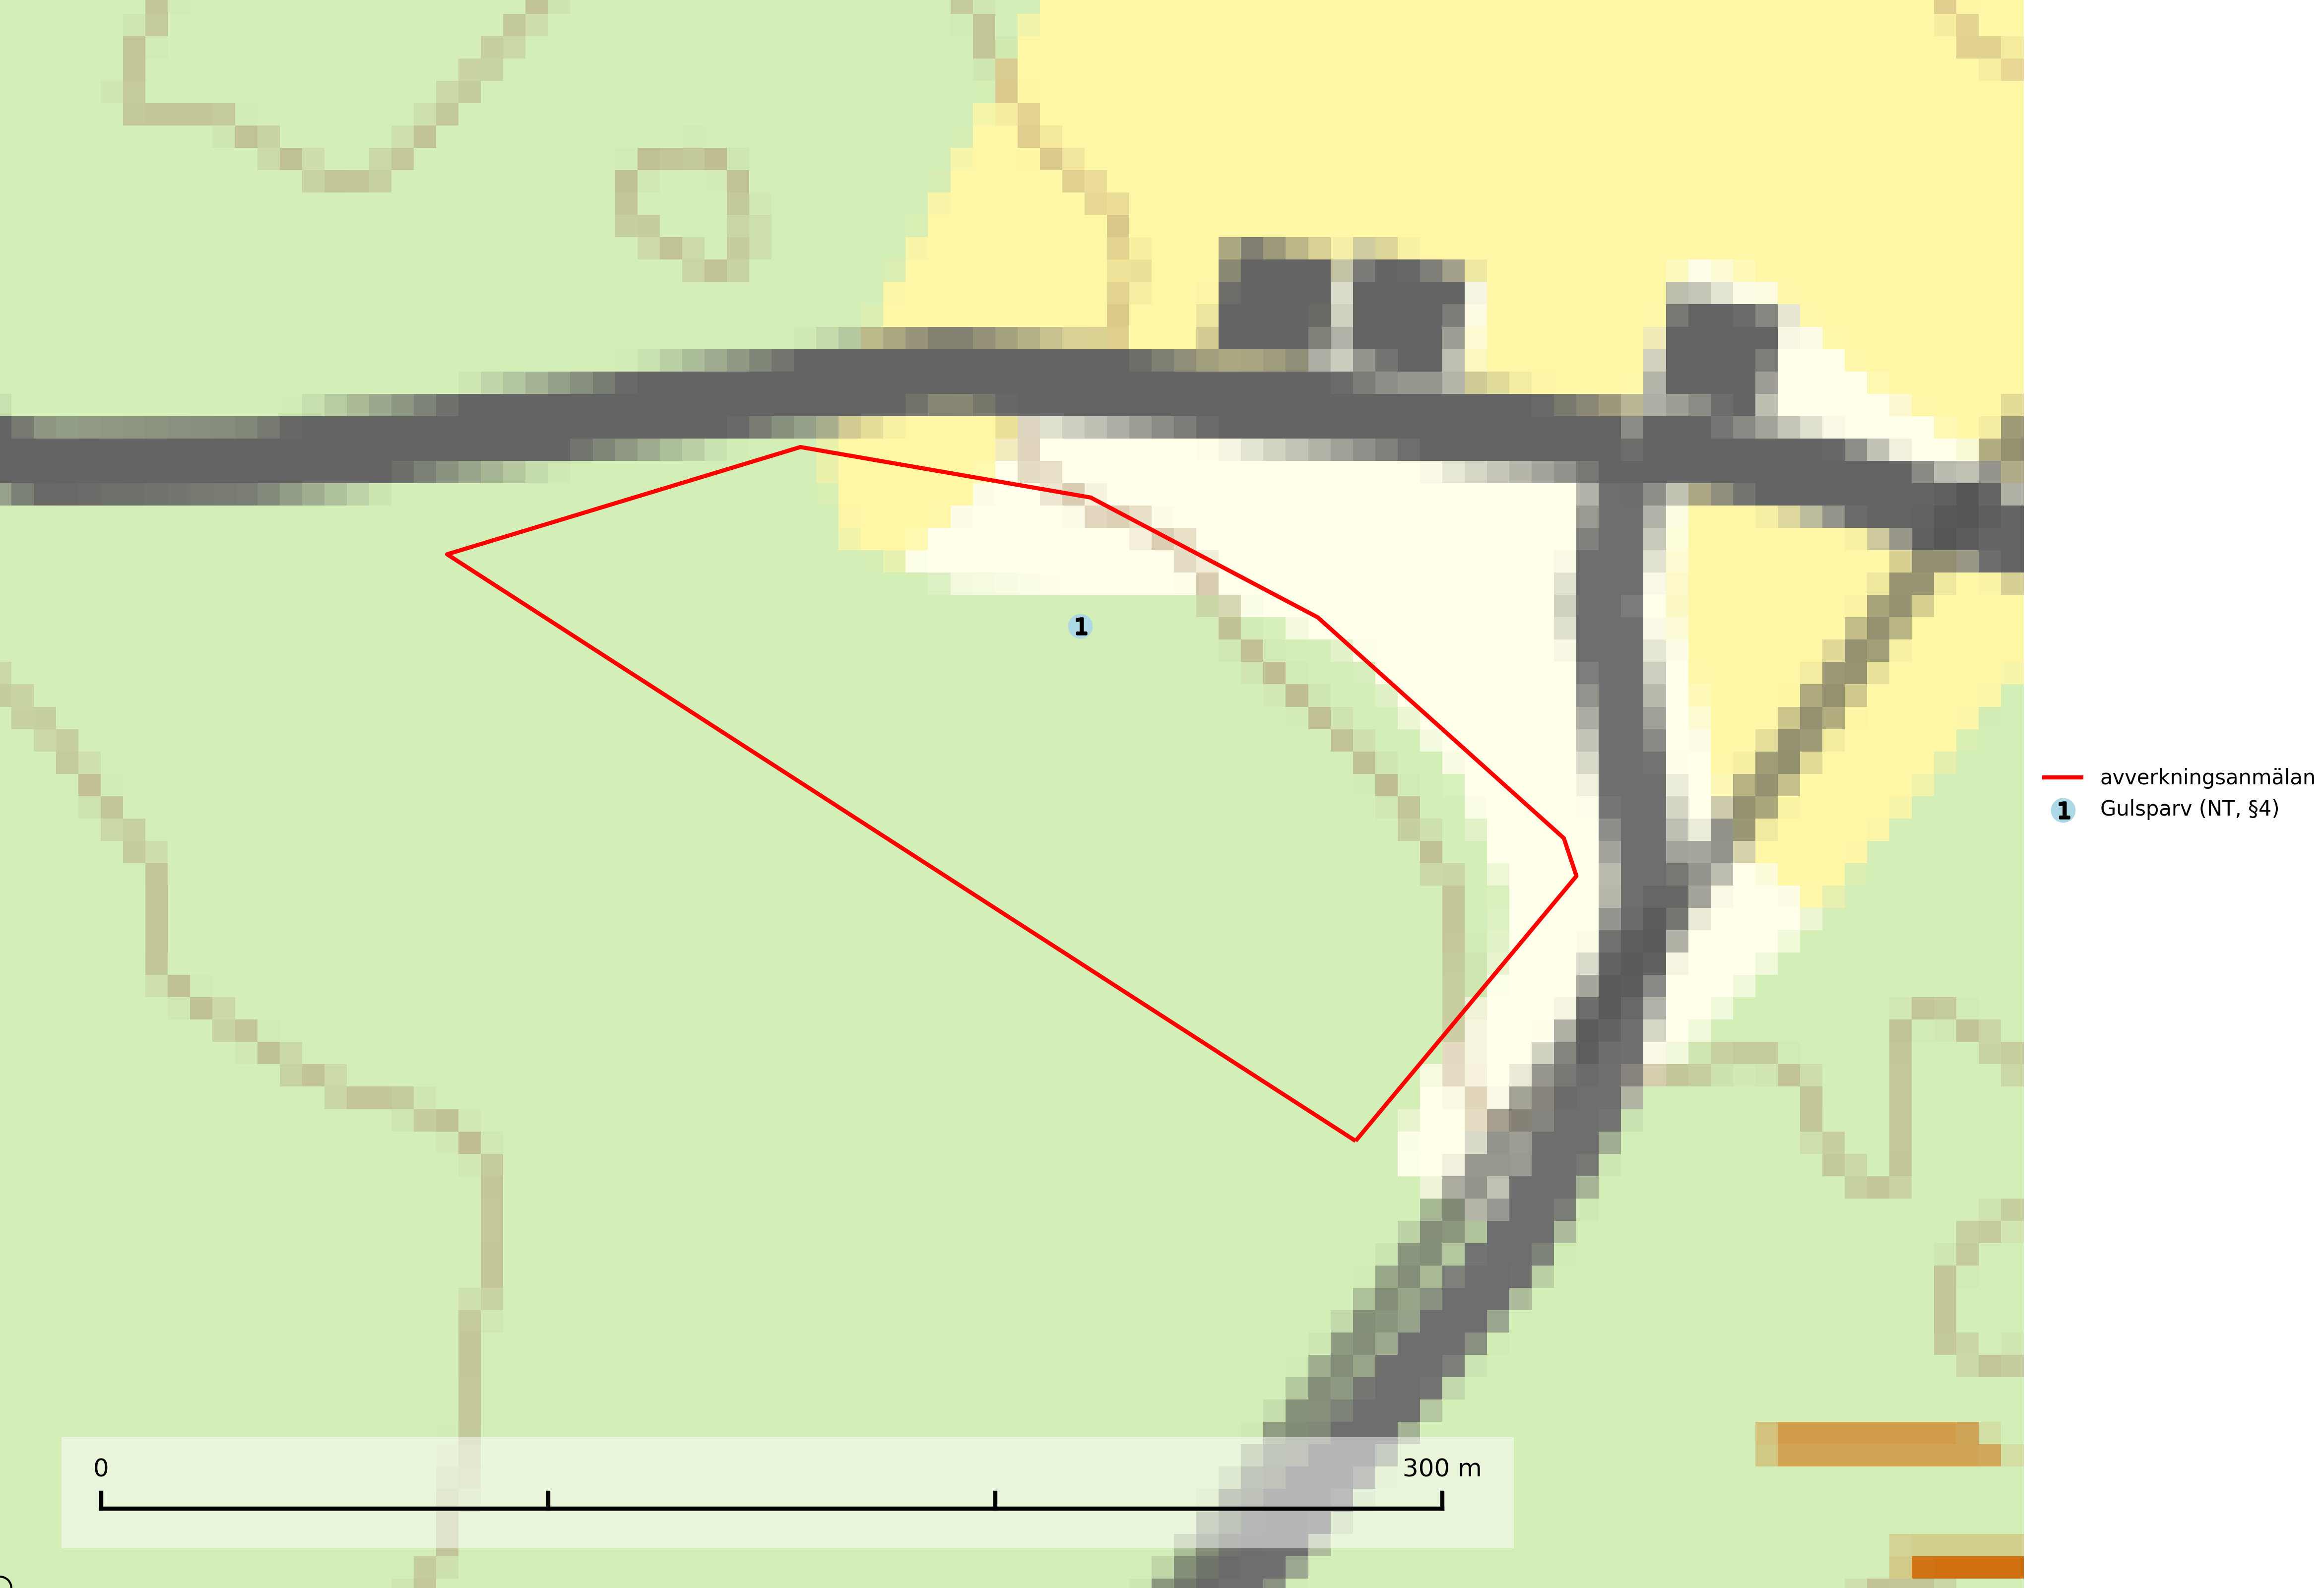 1
avverkningsanmälan
1 Gulsparv (NT, §4)
0 300 m